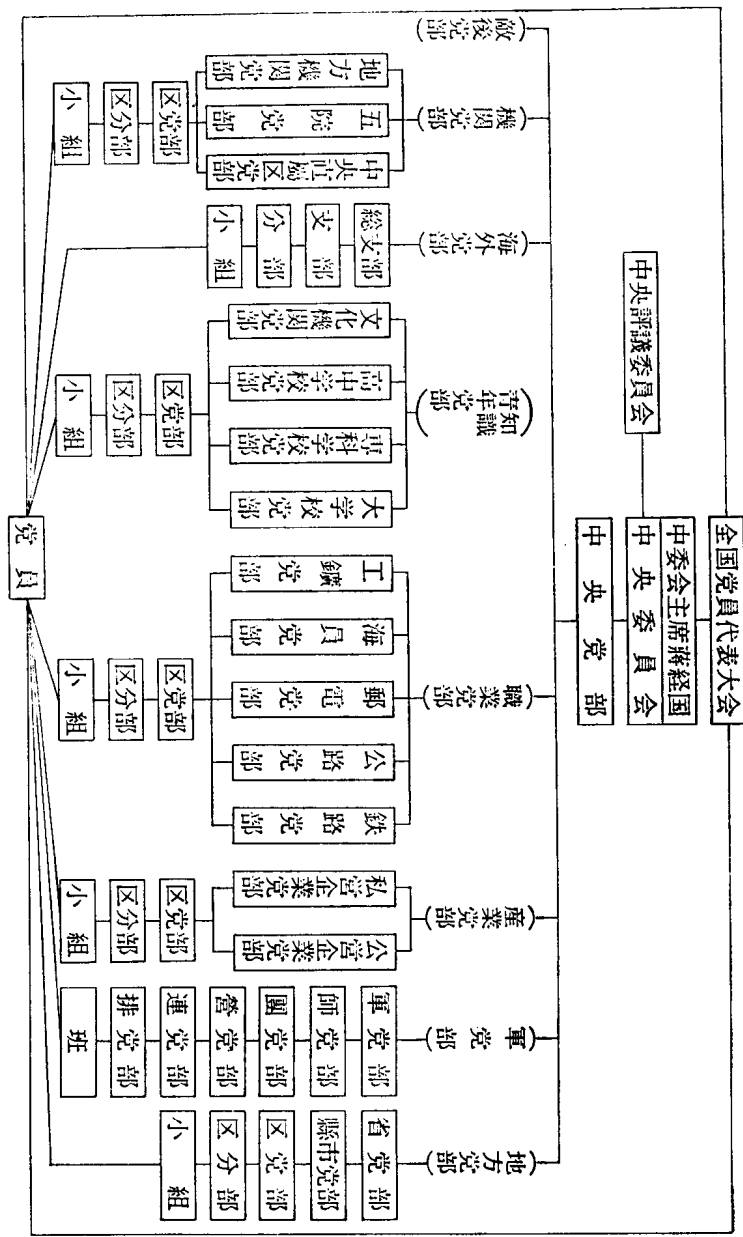 全国党員代表大会
中委会主席蒋経国
中央委員会
中央評議委員会
中央党部
(地方党部)
省党部
縣市党部
区党部
区分部
小組
(軍党部)
軍党部
師党部
團党部
營党部
連党部
排党部
班
(産業党部)
公営企業党部
私営企業党部
区党部
区分部
小組
(職業党部)
鉄路党部
公路党部
郵電党部
海員党部
工鑛党部
区党部
区分部
小組
(知識青年党部)
大学校党部
専科学校党部
高中学校党部
文化機関党部
区党部
区分部
小組
(海外党部)
総支部
支部
分部
小組
(機関党部)
中央直屬区党部
五院党部
地方機関党部
区党部
区分部
小組
(敵後党部)
党員